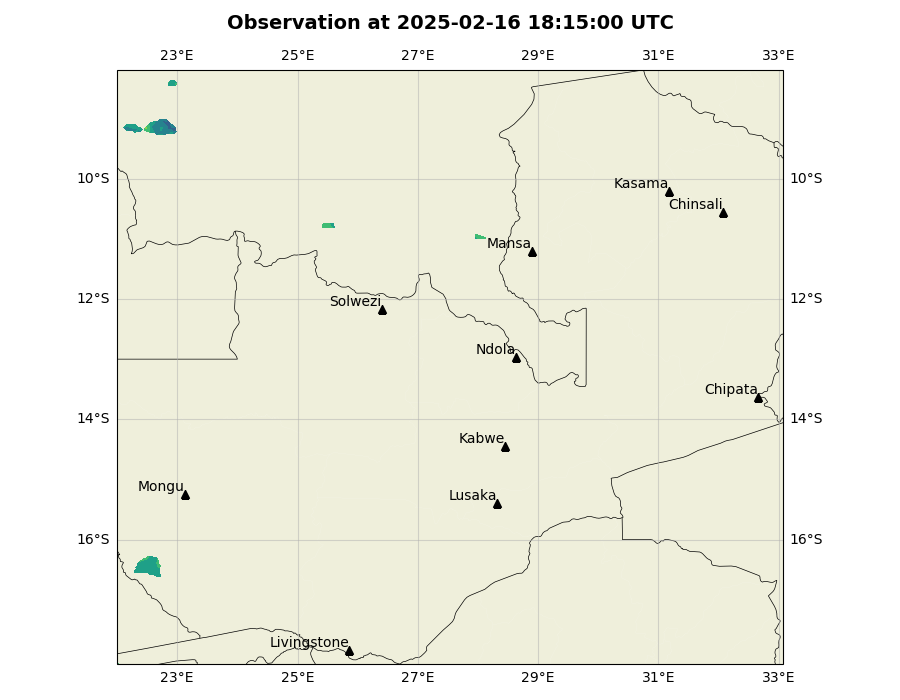 Observation at 2025-02-16 18:15:00 UTC
23°E 25°E 27°E 29°E 31°E 33°E
10°S 10°S
Kasama
Chinsali
Mansa
12°S 12°S
Solwezi
Ndola
Chipata
14°S 14°S
Kabwe
Mongu
Lusaka
16°S 16°S
Livingstone
23°E 25°E 27°E 29°E 31°E 33°E